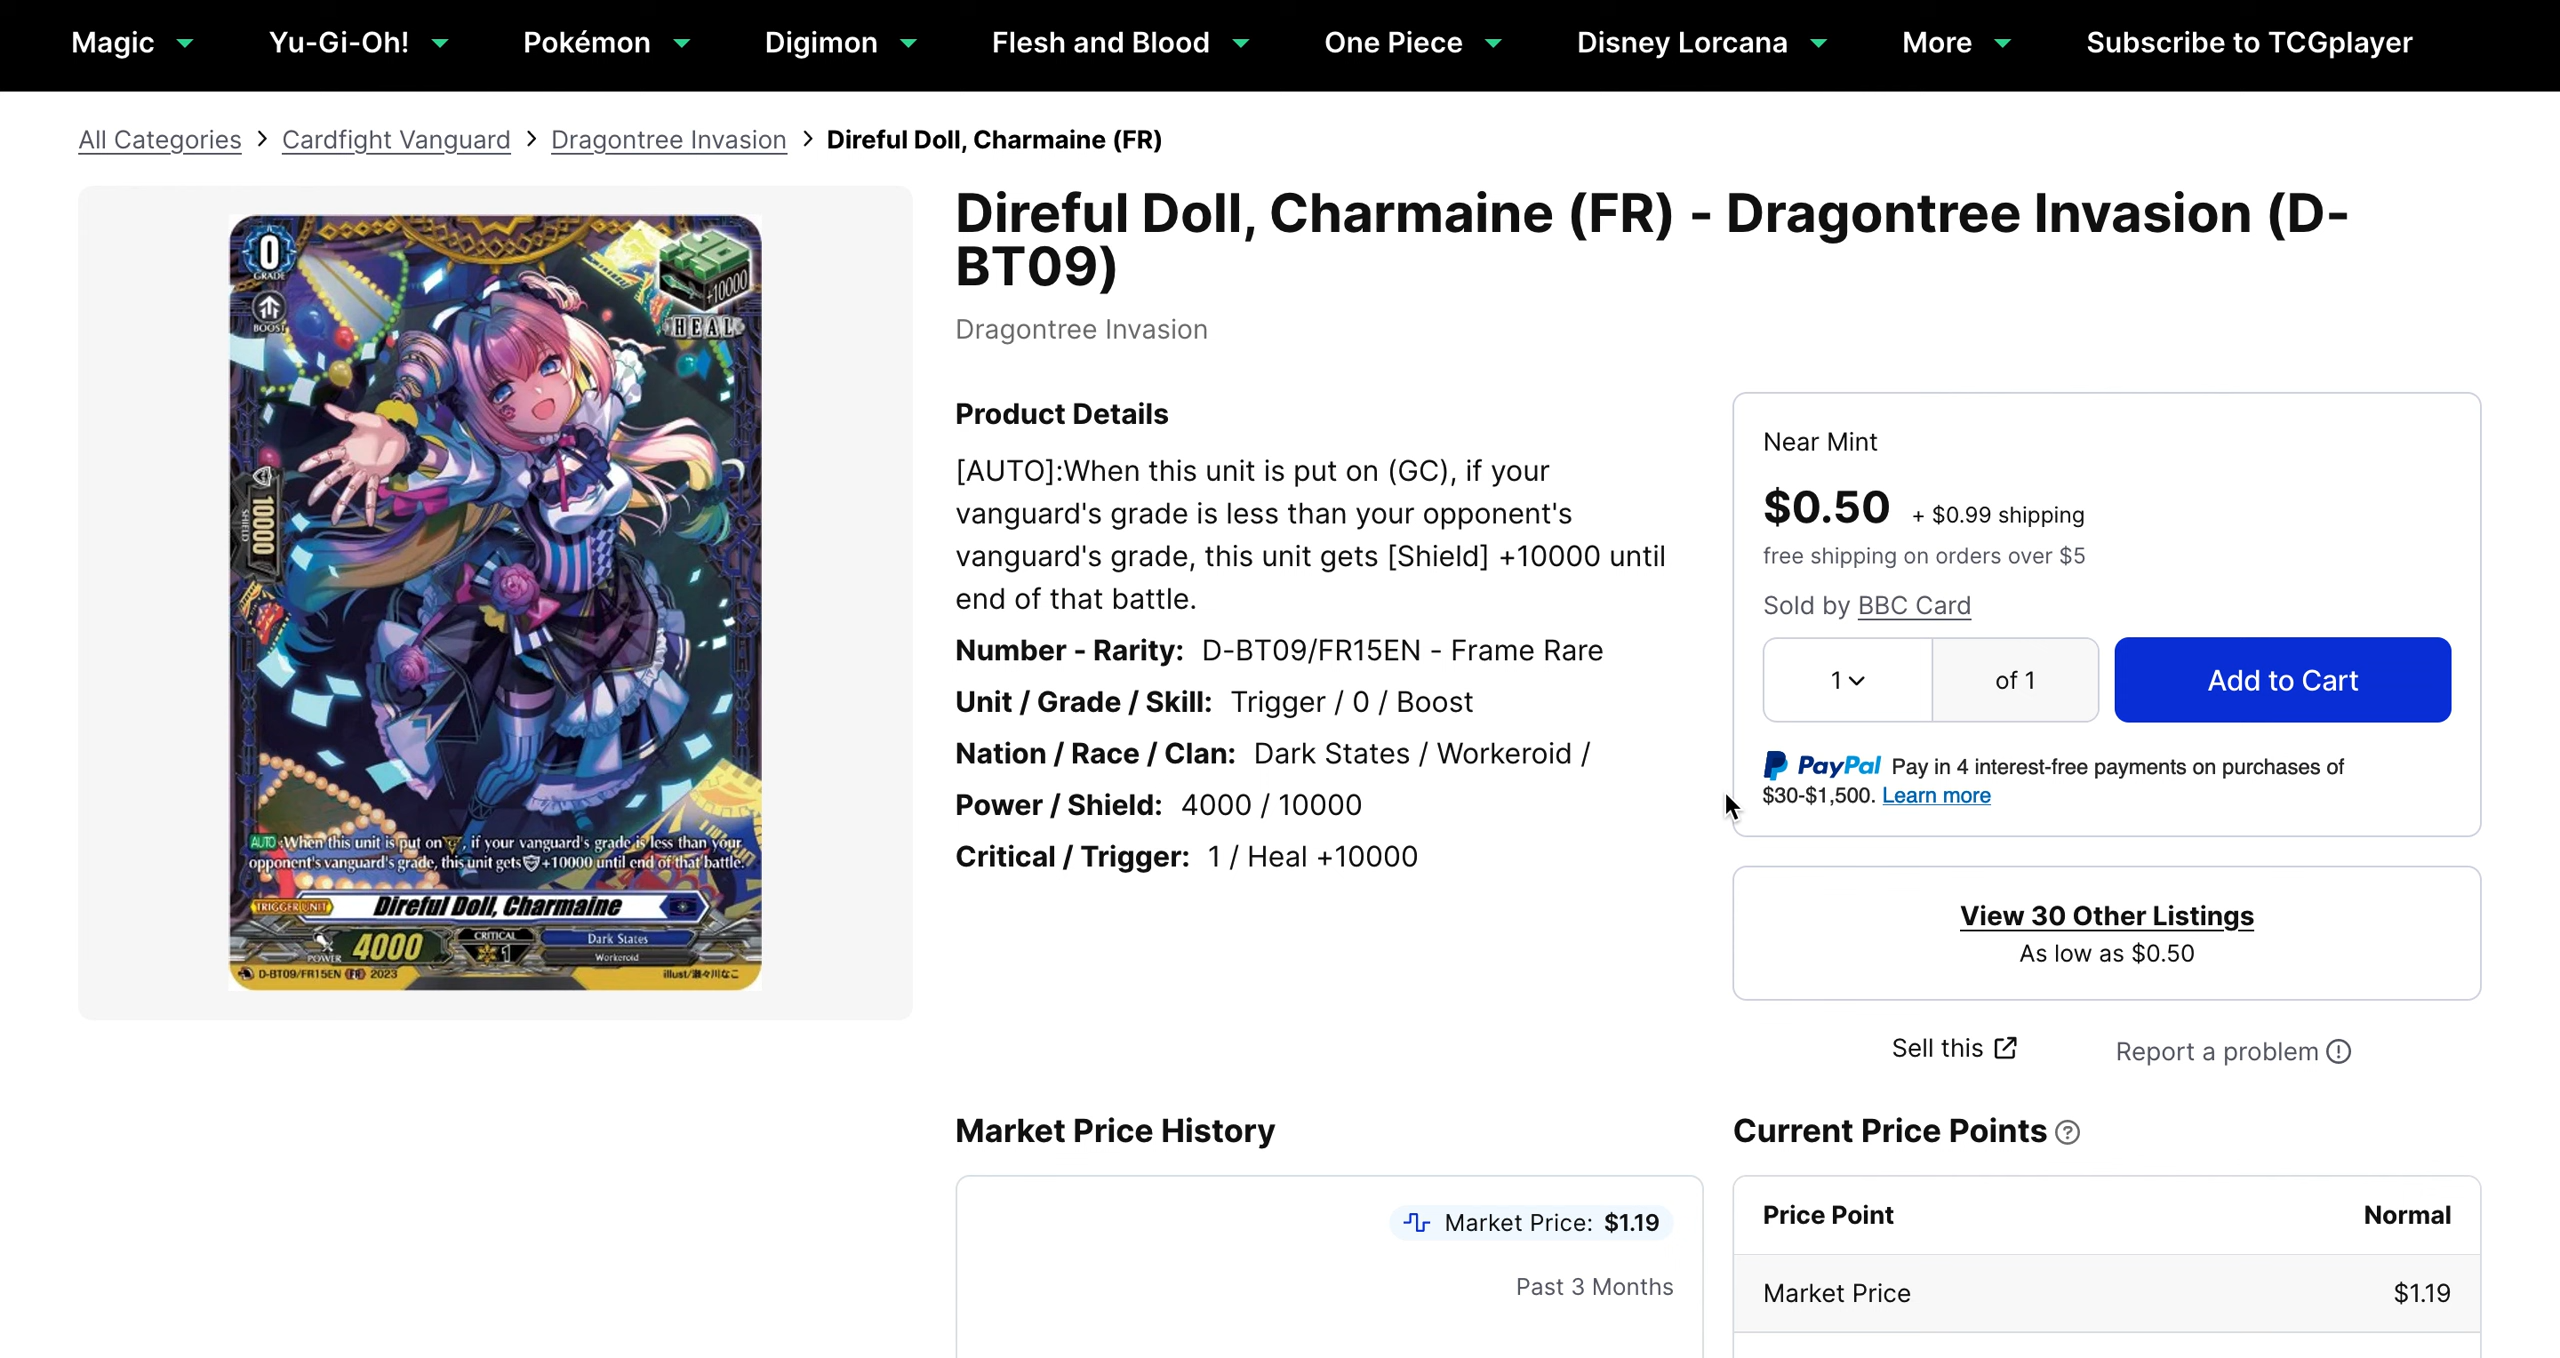 Magic Yu-Gi-Oh! Pokémon Digimon Flesh and Blood One Piece Disney Lorcana More Subscribe to TCGplayer
All Categories > Cardfight Vanguard > Dragontree Invasion > Direful Doll, Charmaine (FR)
0
GRADE
BOOST
+10000
HEAL
10000
SHIELD
AUTO:When this unit is put on G, if your vanguard's grade is less than your
opponent's vanguard's grade, this unit gets +10000 until end of that battle.
TRIGGER UNIT
Direful Doll, Charmaine
POWER 4000
CRITICAL
1
Dark States
Workeroid
D-BT09/FR15EN FR 2023
illust/瀬々川なこ
Direful Doll, Charmaine (FR) - Dragontree Invasion (D-
BT09)
Dragontree Invasion
Product Details
[AUTO]:When this unit is put on (GC), if your
vanguard's grade is less than your opponent's
vanguard's grade, this unit gets [Shield] +10000 until
end of that battle.
Number - Rarity: D-BT09/FR15EN - Frame Rare
Unit / Grade / Skill: Trigger / 0 / Boost
Nation / Race / Clan: Dark States / Workeroid /
Power / Shield: 4000 / 10000
Critical / Trigger: 1 / Heal +10000
Near Mint
$0.50 + $0.99 shipping
free shipping on orders over $5
Sold by BBC Card
1 of 1 Add to Cart
PayPal Pay in 4 interest-free payments on purchases of
$30-$1,500. Learn more
View 30 Other Listings
As low as $0.50
Sell this Report a problem
Market Price History
Market Price: $1.19
Past 3 Months
Current Price Points
Price Point Normal
Market Price $1.19